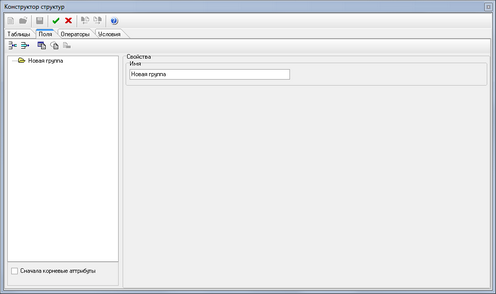 Конструктор структур
Таблицы Поля Операторы Условия
Новая группа
Свойства
Имя
Новая группа
Сначала корневые аттрибуты